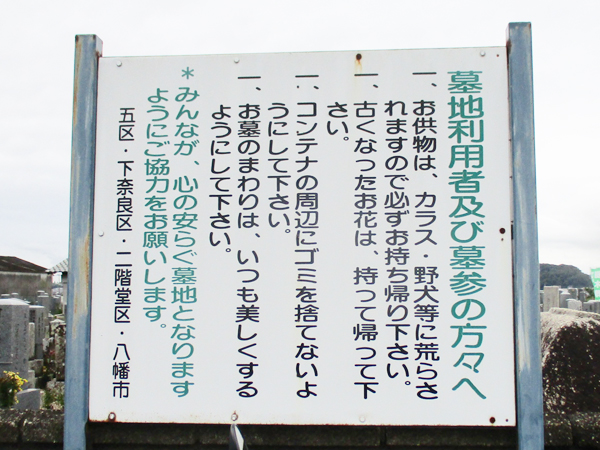 墓地利用者及び墓参の方々へ
一、お供物は、カラス・野犬等に荒らさ
れますので必ずお持ち帰り下さい。
一、古くなったお花は、持って帰って下
さい。
一、コンテナの周辺にゴミを捨てないよ
うにして下さい。
一、お墓のまわりは、いつも美しくする
ようにして下さい。
＊みんなが、心の安らぐ墓地となります
ようにご協力をお願いします。
五区・下奈良区・二階堂区・八幡市